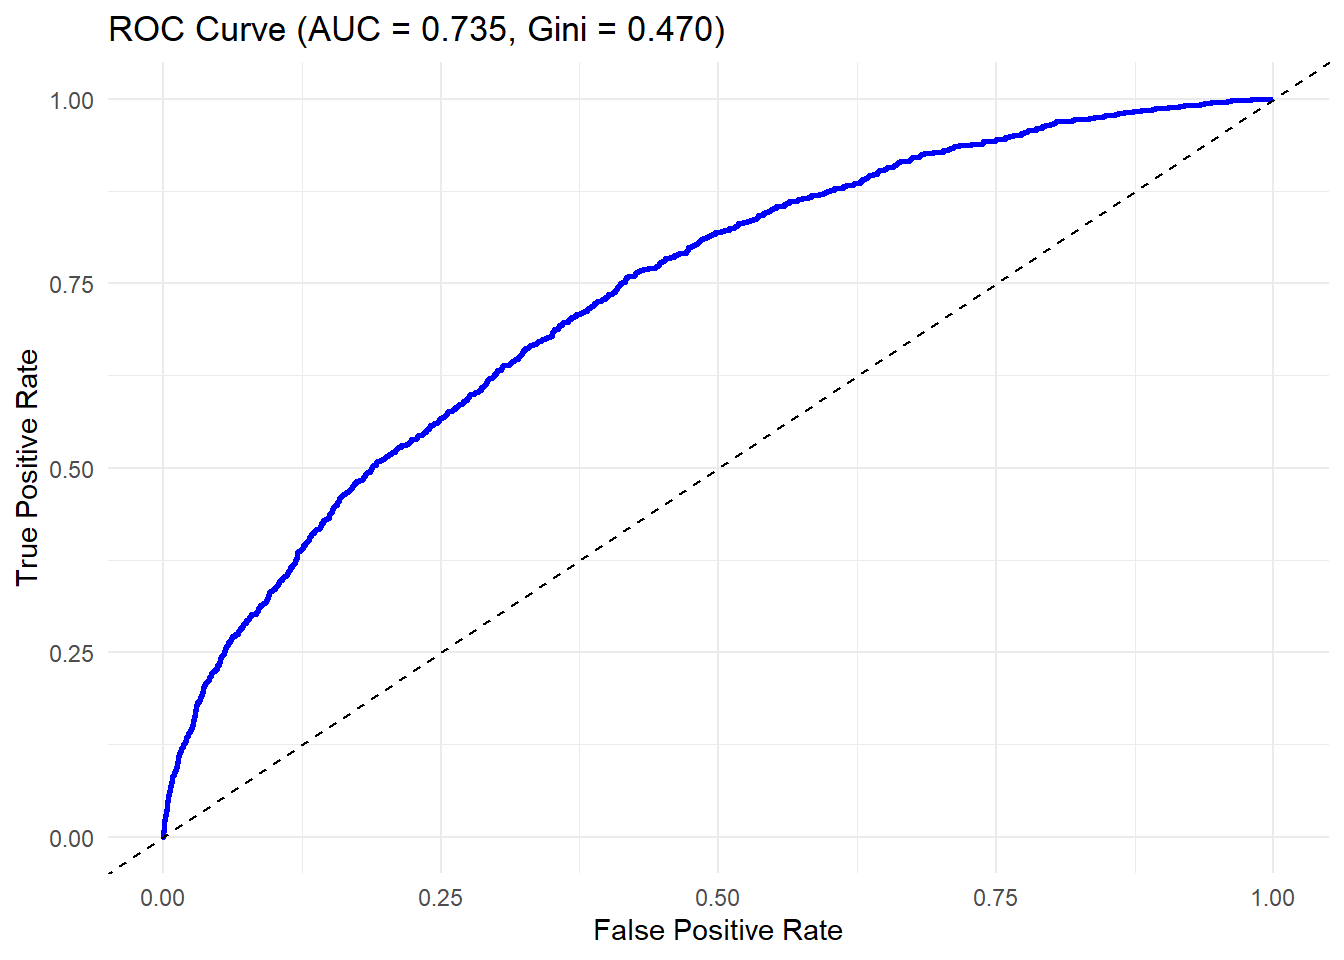 ROC Curve (AUC = 0.735, Gini = 0.470)
True Positive Rate
1.00
0.75
0.50
0.25
0.00
0.00 0.25 0.50 0.75 1.00
False Positive Rate